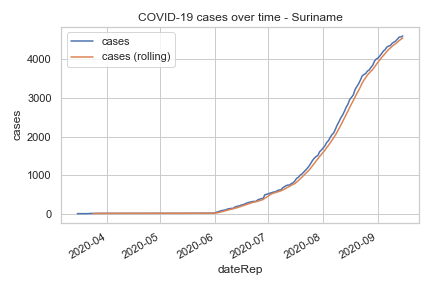 COVID-19 cases over time - Suriname
cases
cases (rolling)
cases
4000
3000
2000
1000
0
2020-04
2020-05
2020-06
2020-07
2020-08
2020-09
dateRep